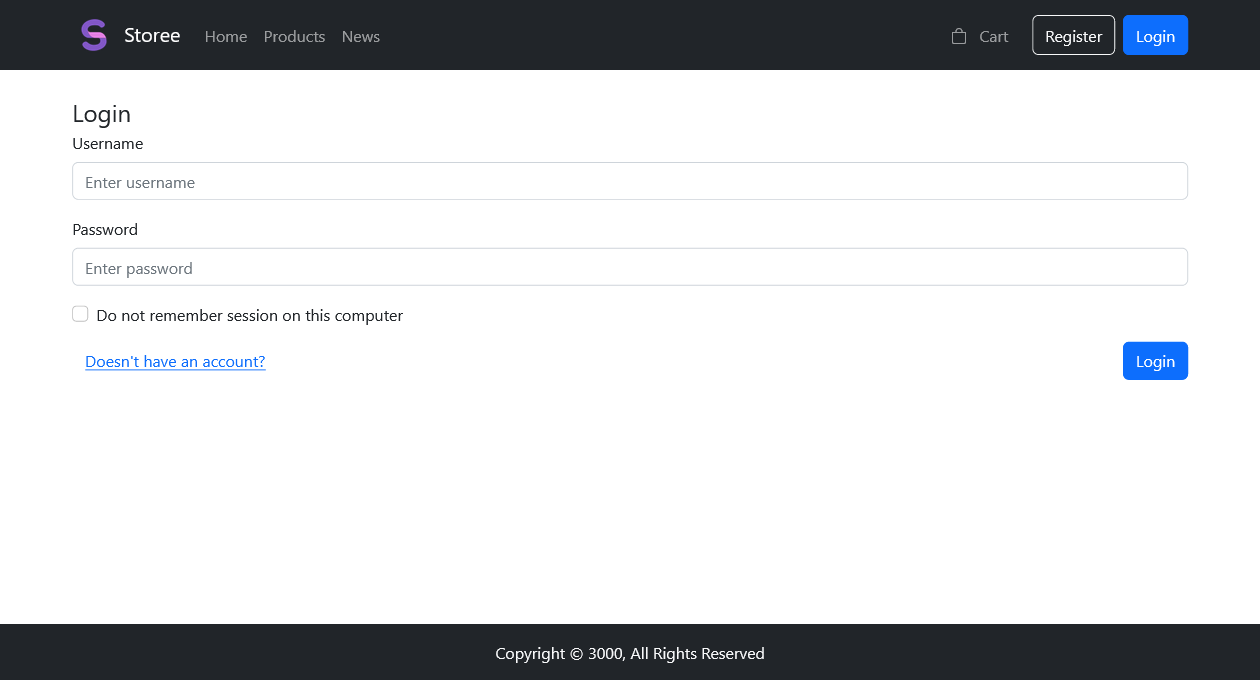 Storee Home Products News Cart Register Login
Login
Username
Enter username
Password
Enter password
Do not remember session on this computer
Doesn't have an account? Login
Copyright © 3000, All Rights Reserved